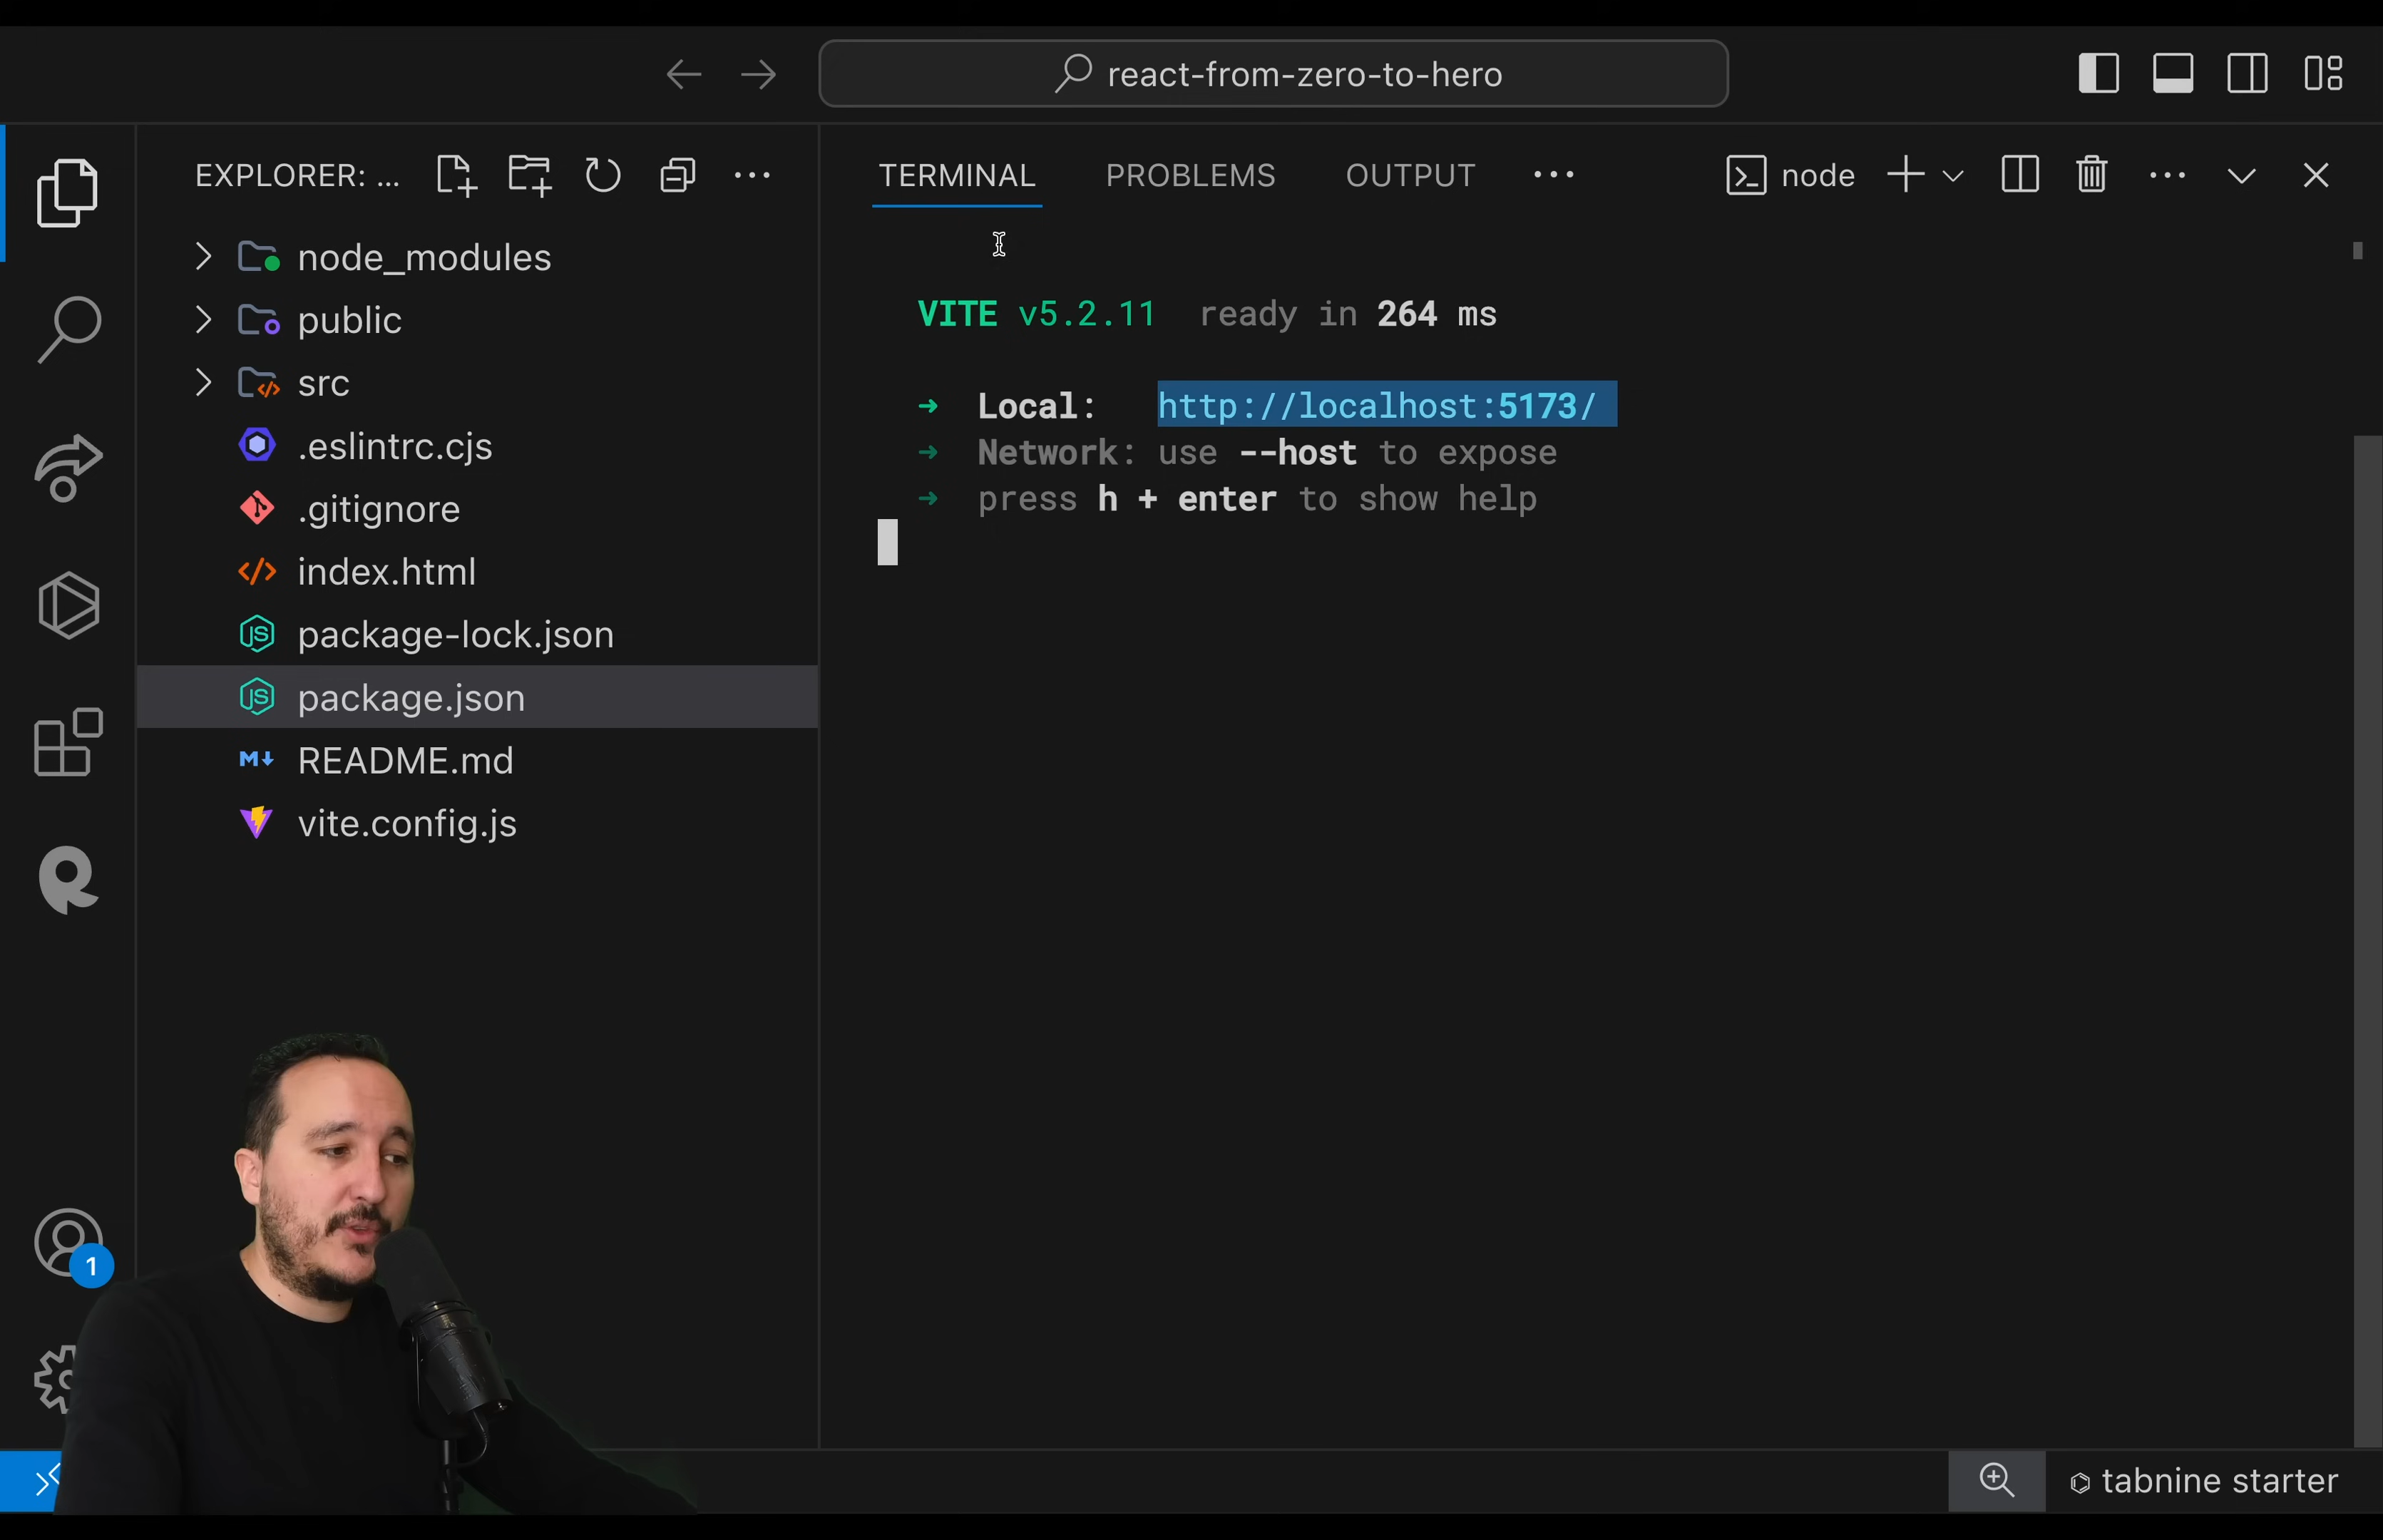 react-from-zero-to-hero
EXPLORER: ...
TERMINAL PROBLEMS OUTPUT
node
node_modules
public
src
.eslintrc.cjs
.gitignore
index.html
JS package-lock.json
JS package.json
M README.md
vite.config.js
VITE v5.2.11 ready in 264 ms
➜ Local: http://localhost:5173/
➜ Network: use --host to expose
➜ press h + enter to show help
1
tabnine starter